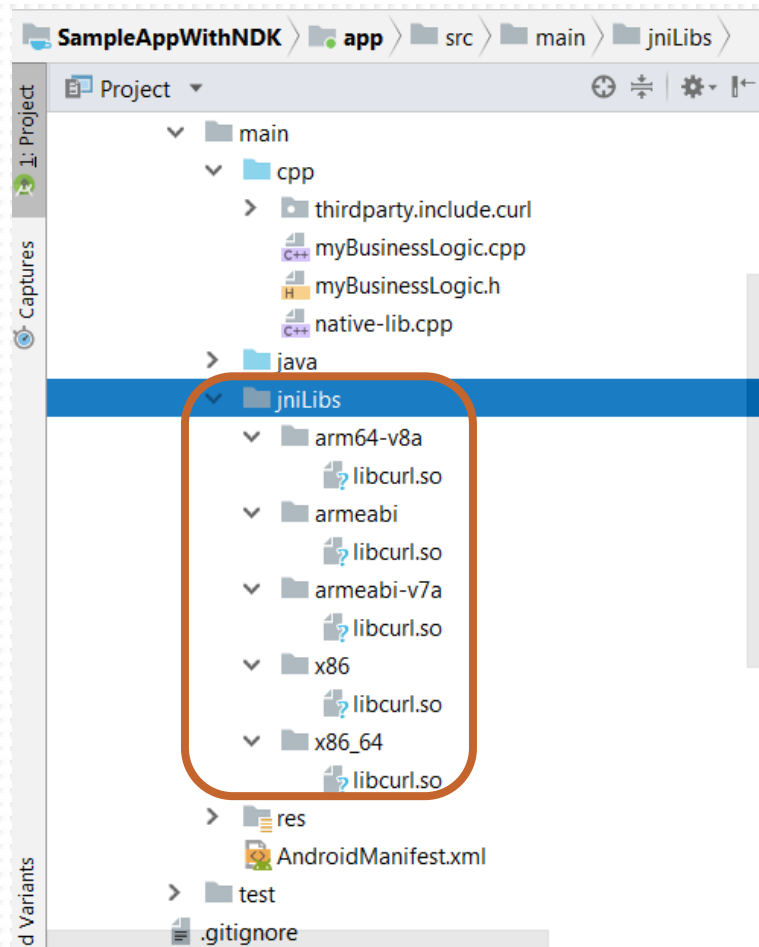 SampleAppWithNDK app src main jniLibs
1: Project
Captures
d Variants
Project
main
cpp
thirdparty.include.curl
C++ myBusinessLogic.cpp
H myBusinessLogic.h
C++ native-lib.cpp
java
jniLibs
arm64-v8a
? libcurl.so
armeabi
? libcurl.so
armeabi-v7a
? libcurl.so
x86
? libcurl.so
x86_64
? libcurl.so
res
AndroidManifest.xml
test
.gitignore